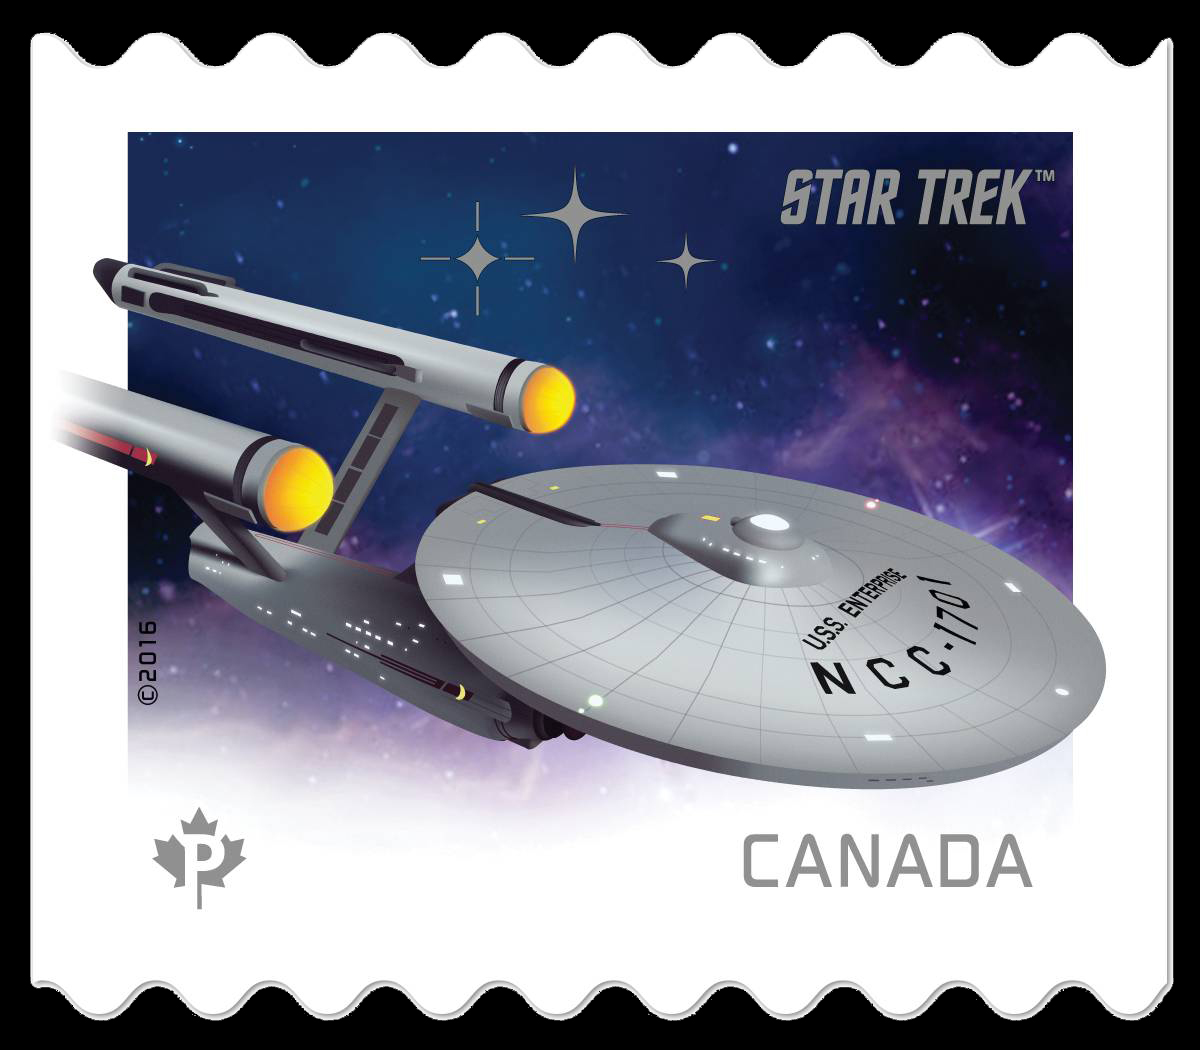 STAR TREK™
U.S.S. ENTERPRISE
NCC-1701
©2016
P
CANADA